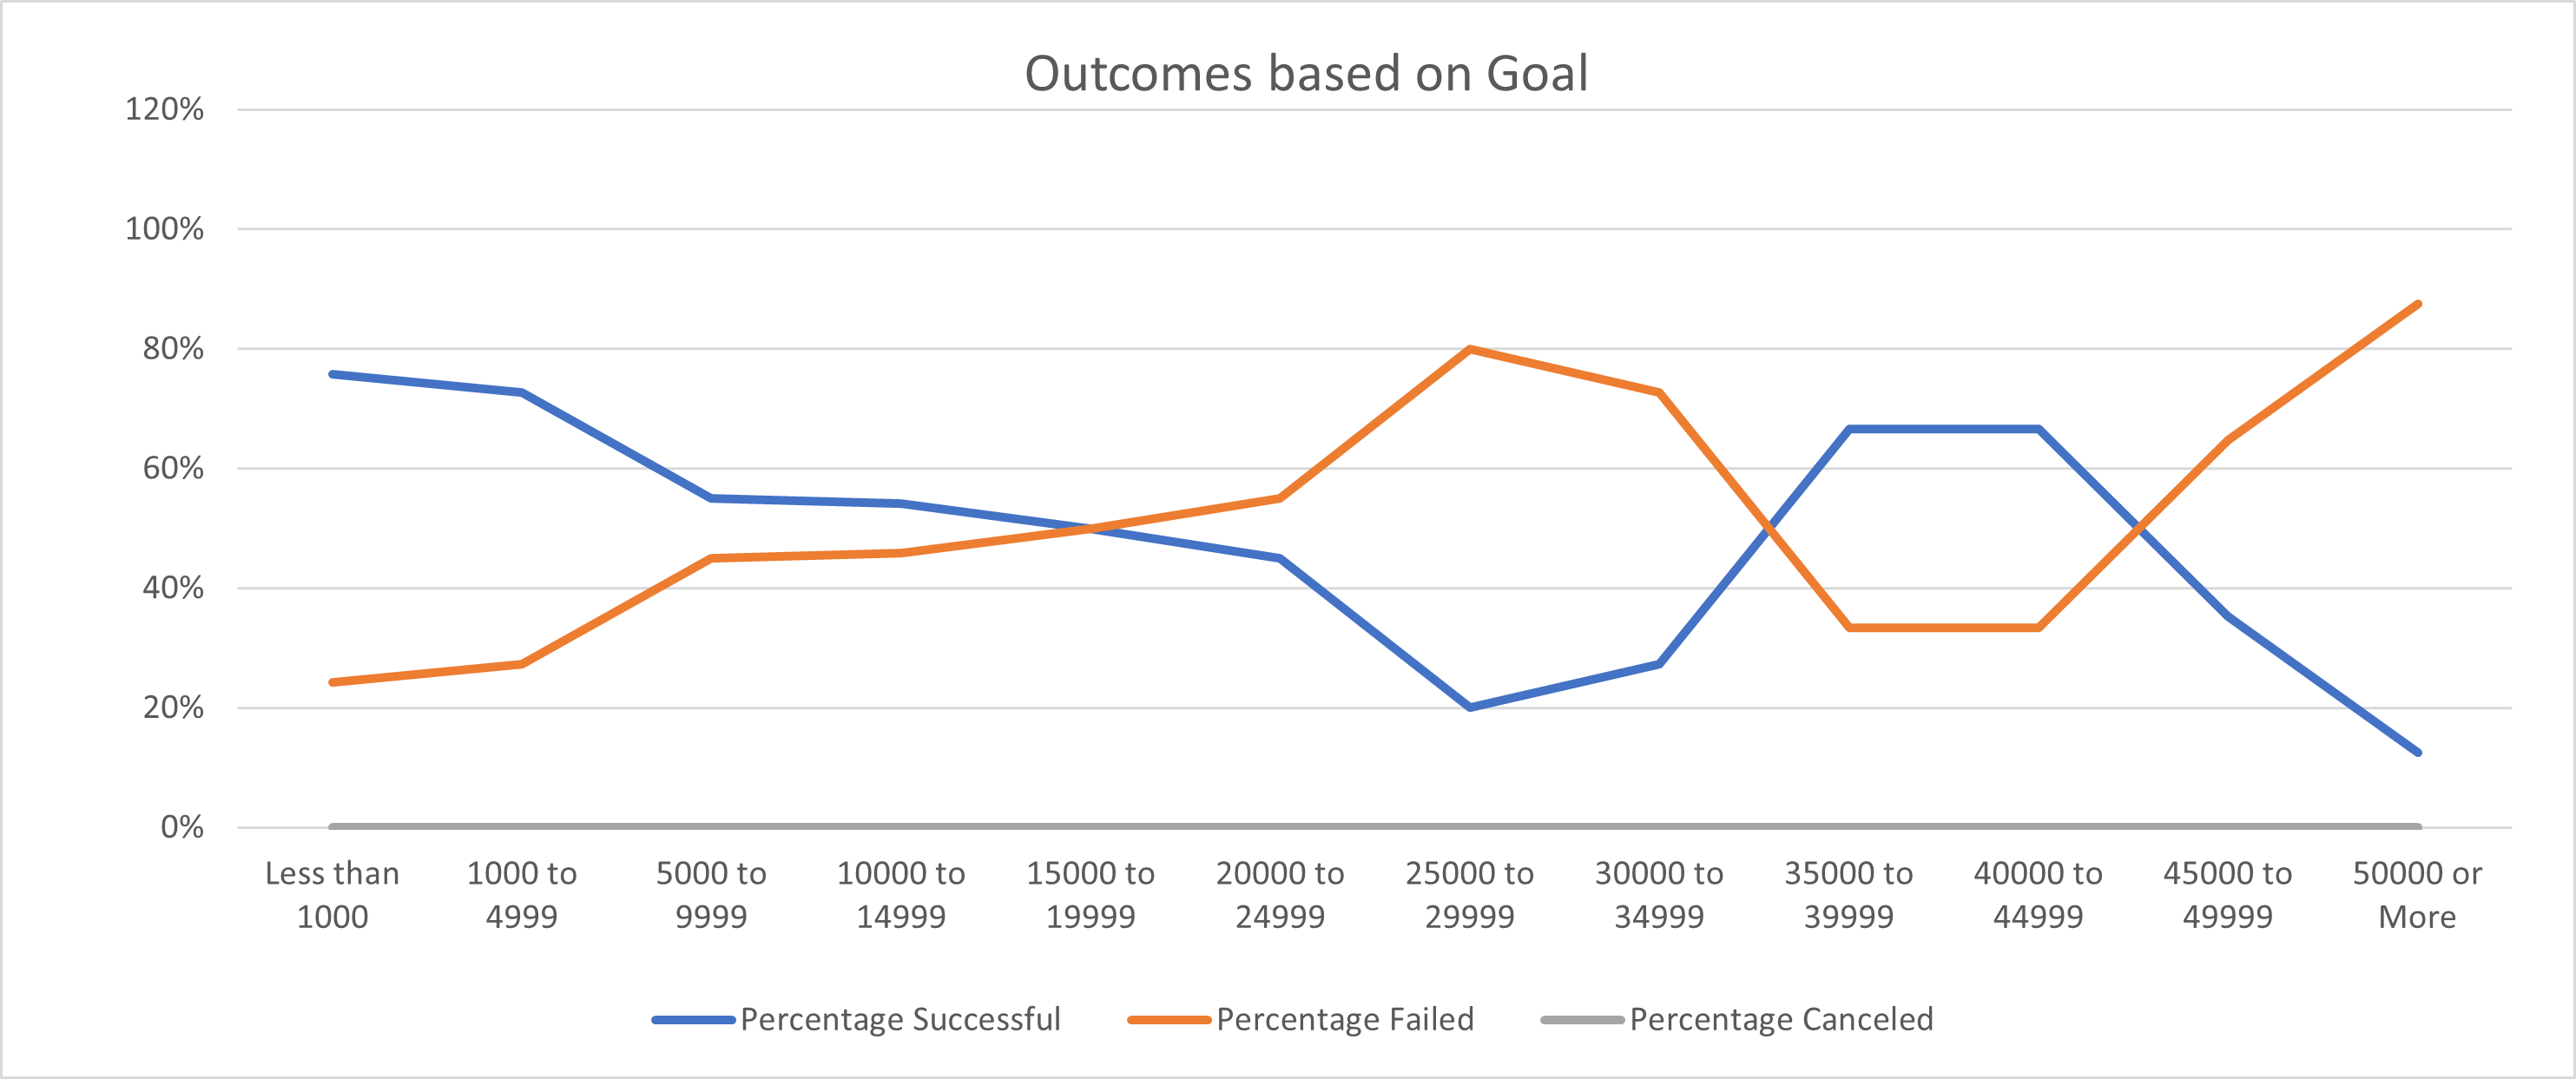 Outcomes based on Goal
120%
100%
80%
60%
40%
20%
0%
Less than
1000
1000 to
4999
5000 to
9999
10000 to
14999
15000 to
19999
20000 to
24999
25000 to
29999
30000 to
34999
35000 to
39999
40000 to
44999
45000 to
49999
50000 or
More
Percentage Successful
Percentage Failed
Percentage Canceled